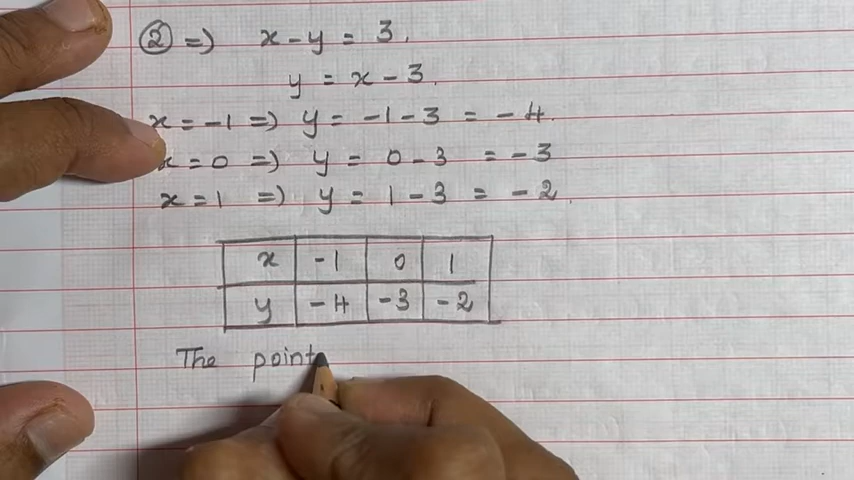 ② => x - y = 3.
y = x - 3.
x = -1 => y = -1 - 3 = -4.
x = 0 => y = 0 - 3 = -3
x = 1 => y = 1 - 3 = -2.
x -1 0 1
y -4 -3 -2
The point